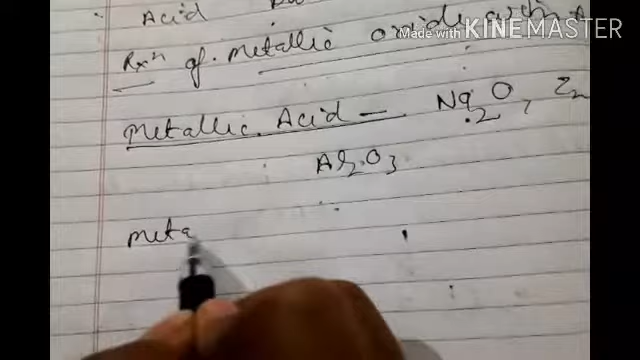 Acid
Made with KINEMASTER
Rxⁿ of metallic oxide with A
Metallic Acid — Na2O, Zn
Al2O3
meta